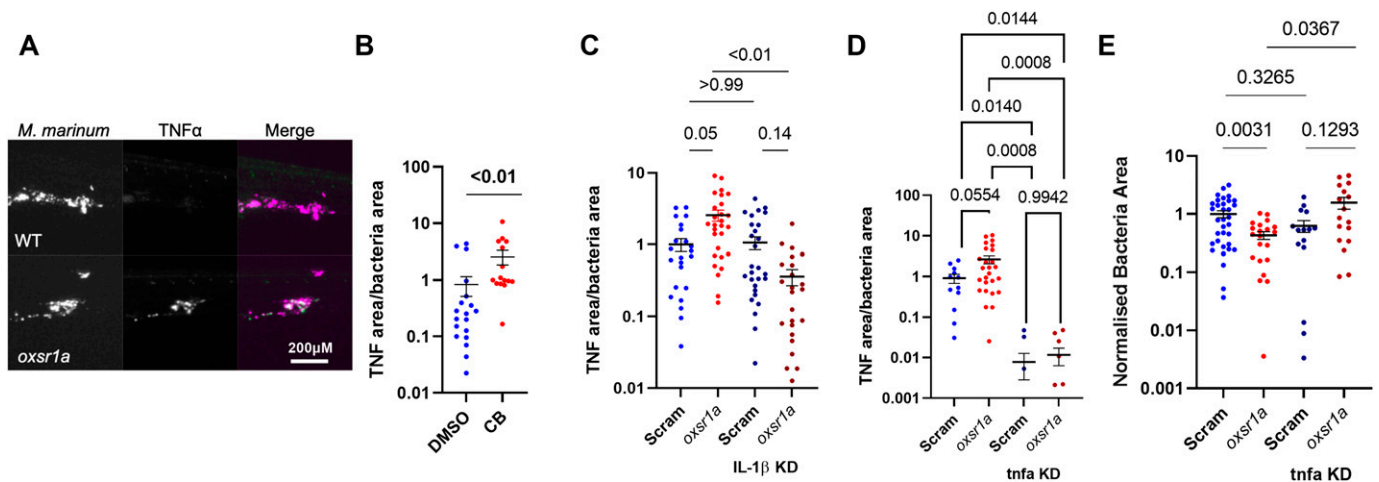 A
M. marinum TNFα Merge
WT
oxsr1a
200µM
B
<0.01
TNF area/bacteria area
100
10
1
0.1
0.01
DMSO CB
C
<0.01
>0.99
0.05 0.14
TNF area/bacteria area
10
1
0.1
0.01
Scram oxsr1a Scram oxsr1a
IL-1β KD
D
0.0144
0.0008
0.0140
0.0008
0.0554 0.9942
TNF area/bacteria area
100
10
1
0.1
0.01
0.001
Scram oxsr1a Scram oxsr1a
tnfa KD
E
0.0367
0.3265
0.0031 0.1293
Normalised Bacteria Area
10
1
0.1
0.01
0.001
Scram oxsr1a Scram oxsr1a
tnfa KD